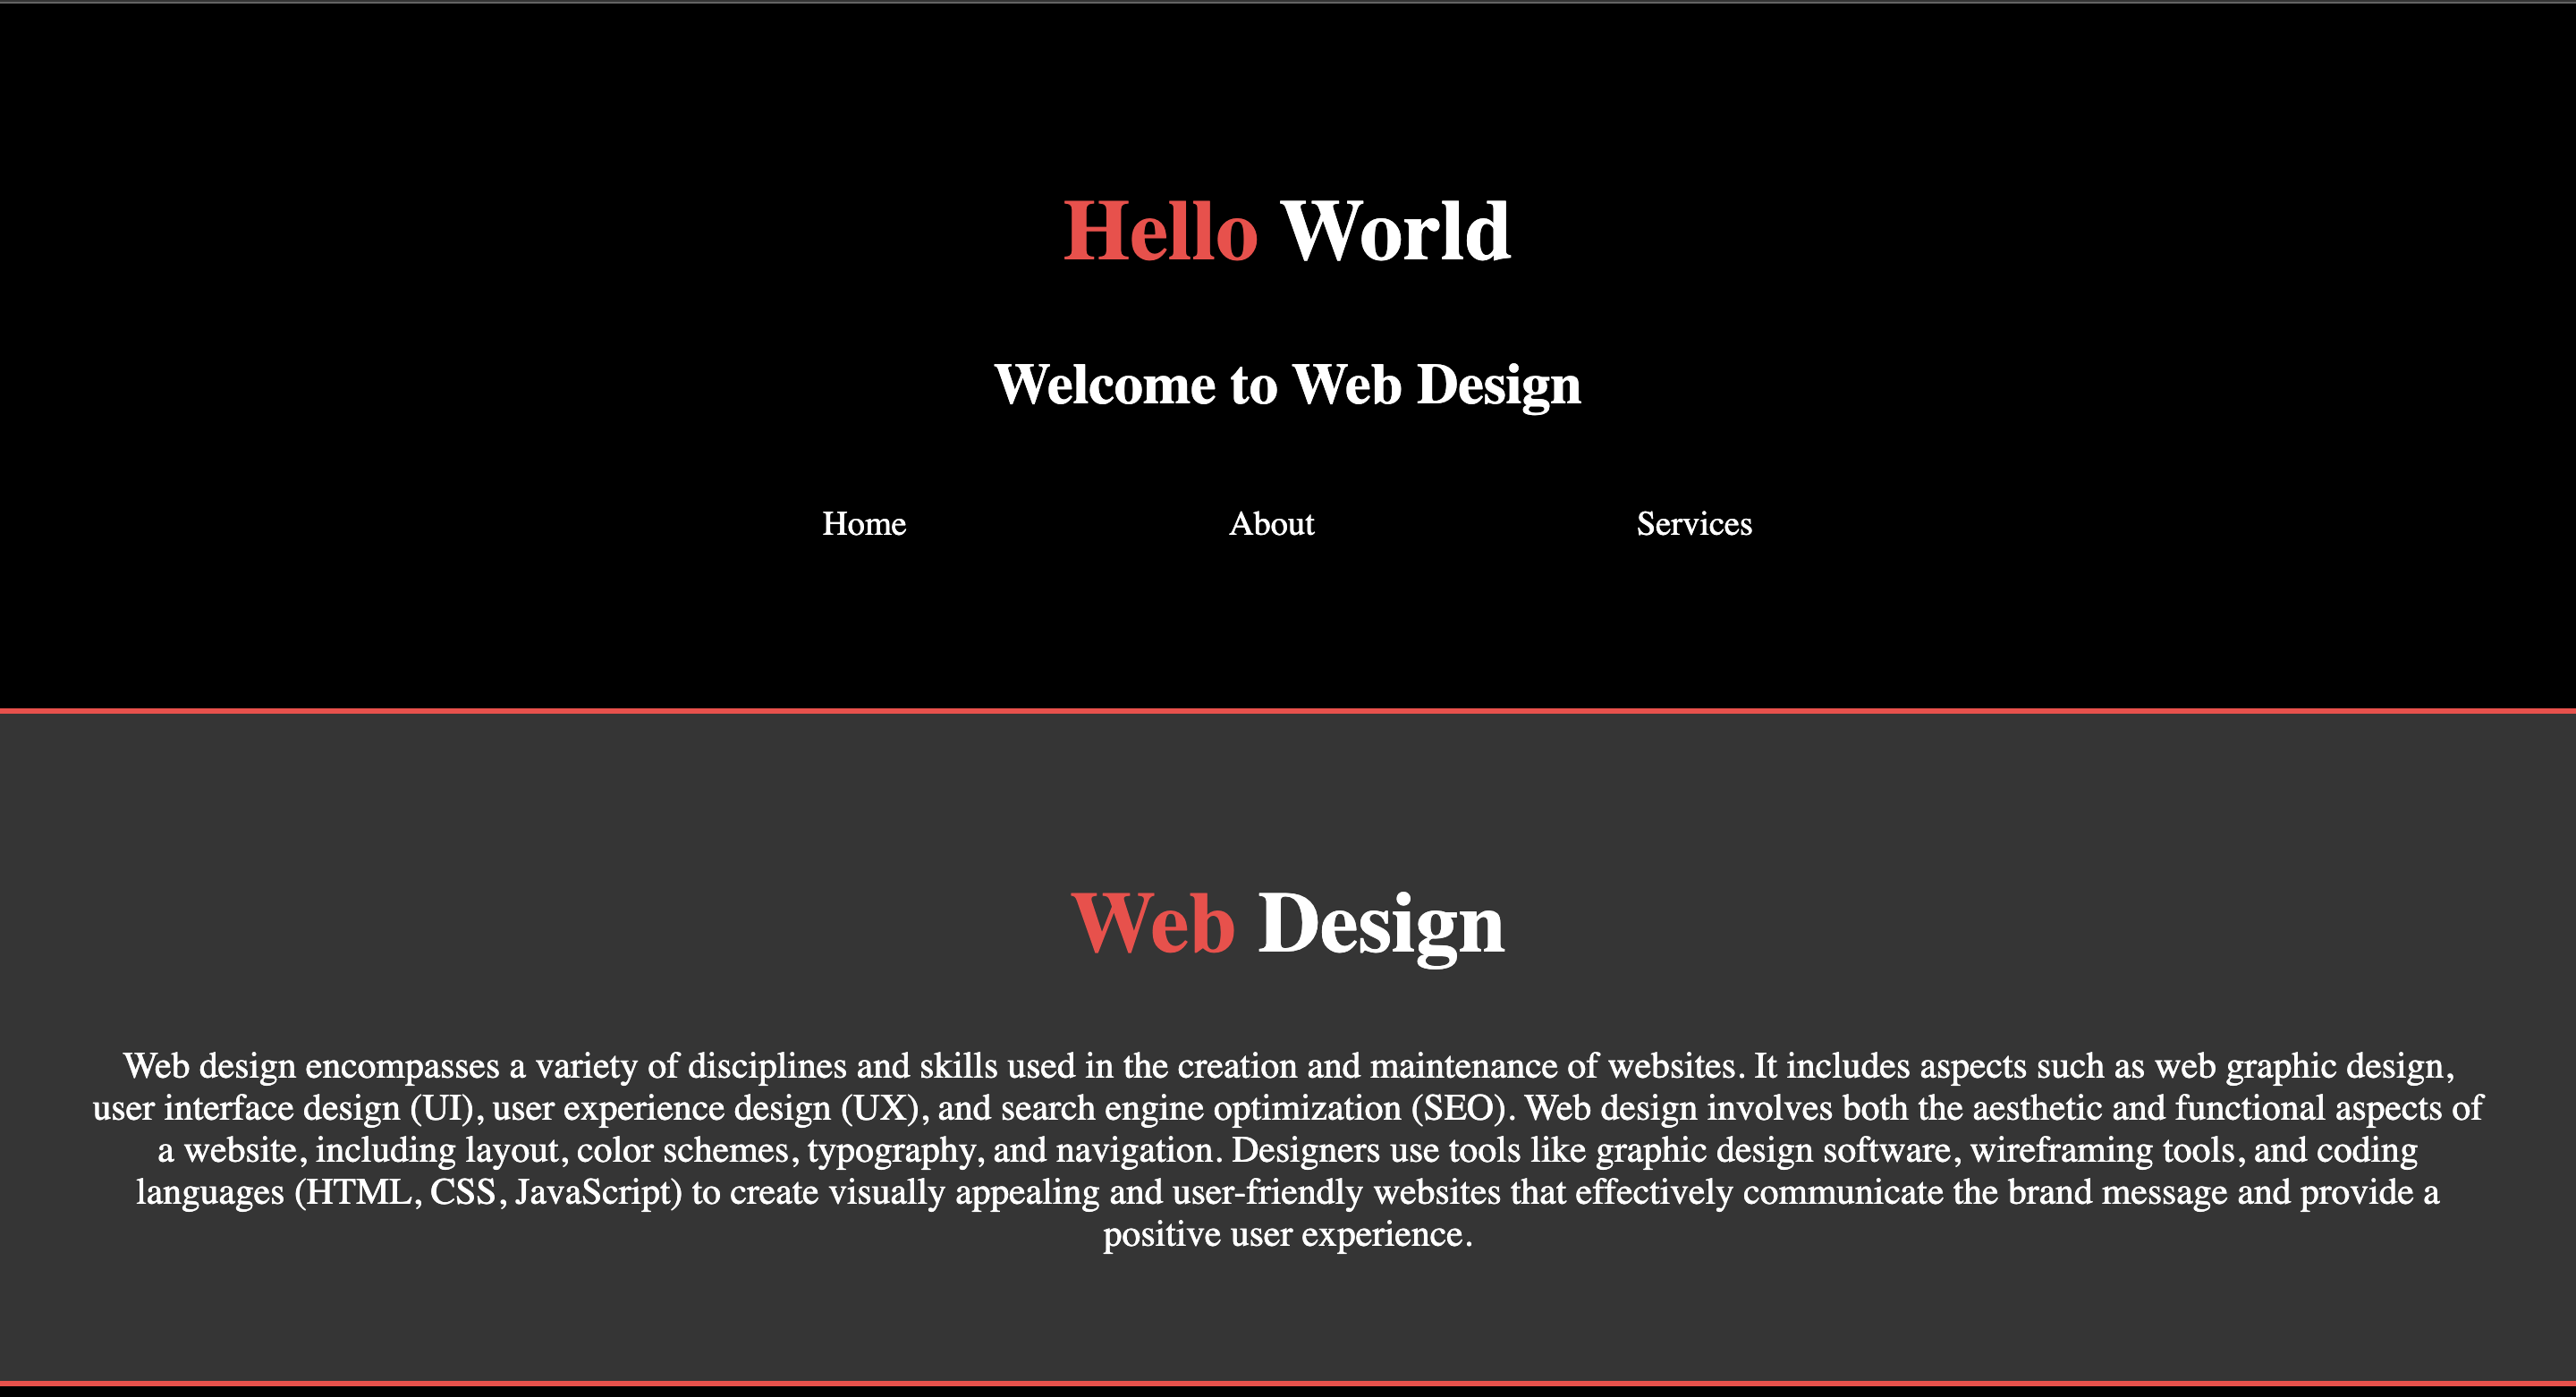 Hello World
Welcome to Web Design
Home About Services
Web Design
Web design encompasses a variety of disciplines and skills used in the creation and maintenance of websites. It includes aspects such as web graphic design,
user interface design (UI), user experience design (UX), and search engine optimization (SEO). Web design involves both the aesthetic and functional aspects of
a website, including layout, color schemes, typography, and navigation. Designers use tools like graphic design software, wireframing tools, and coding
languages (HTML, CSS, JavaScript) to create visually appealing and user-friendly websites that effectively communicate the brand message and provide a
positive user experience.